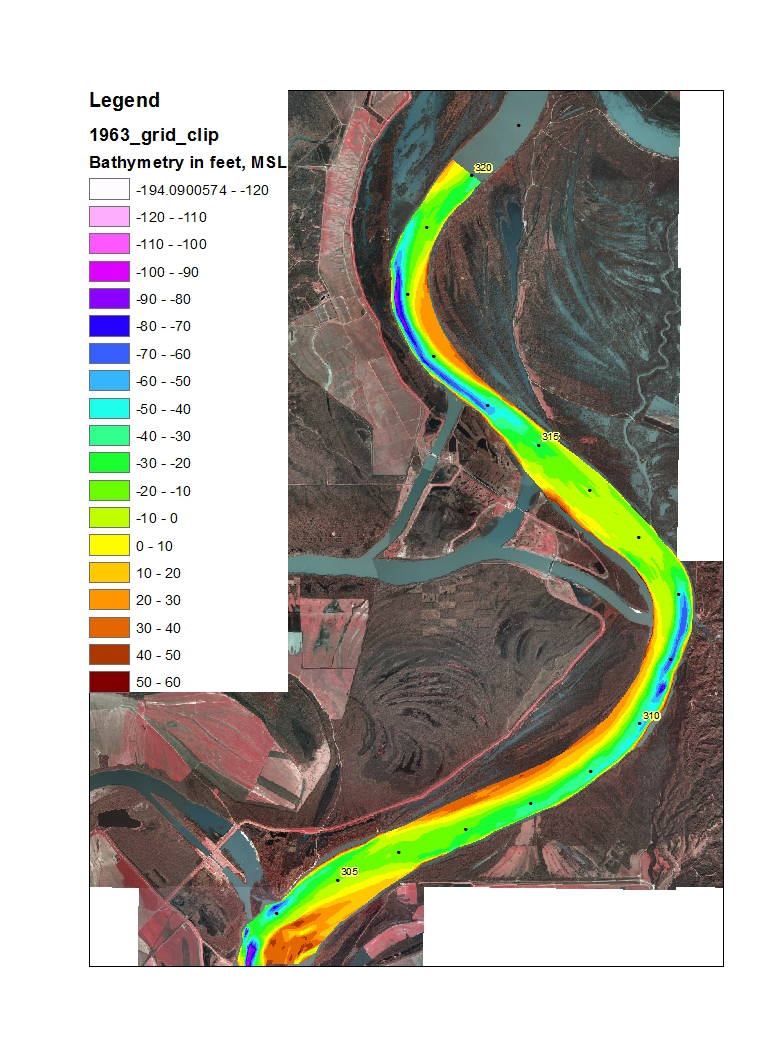 Legend
1963_grid_clip
Bathymetry in feet, MSL
-194.0900574 - -120
-120 - -110
-110 - -100
-100 - -90
-90 - -80
-80 - -70
-70 - -60
-60 - -50
-50 - -40
-40 - -30
-30 - -20
-20 - -10
-10 - 0
0 - 10
10 - 20
20 - 30
30 - 40
40 - 50
50 - 60
320
315
310
305